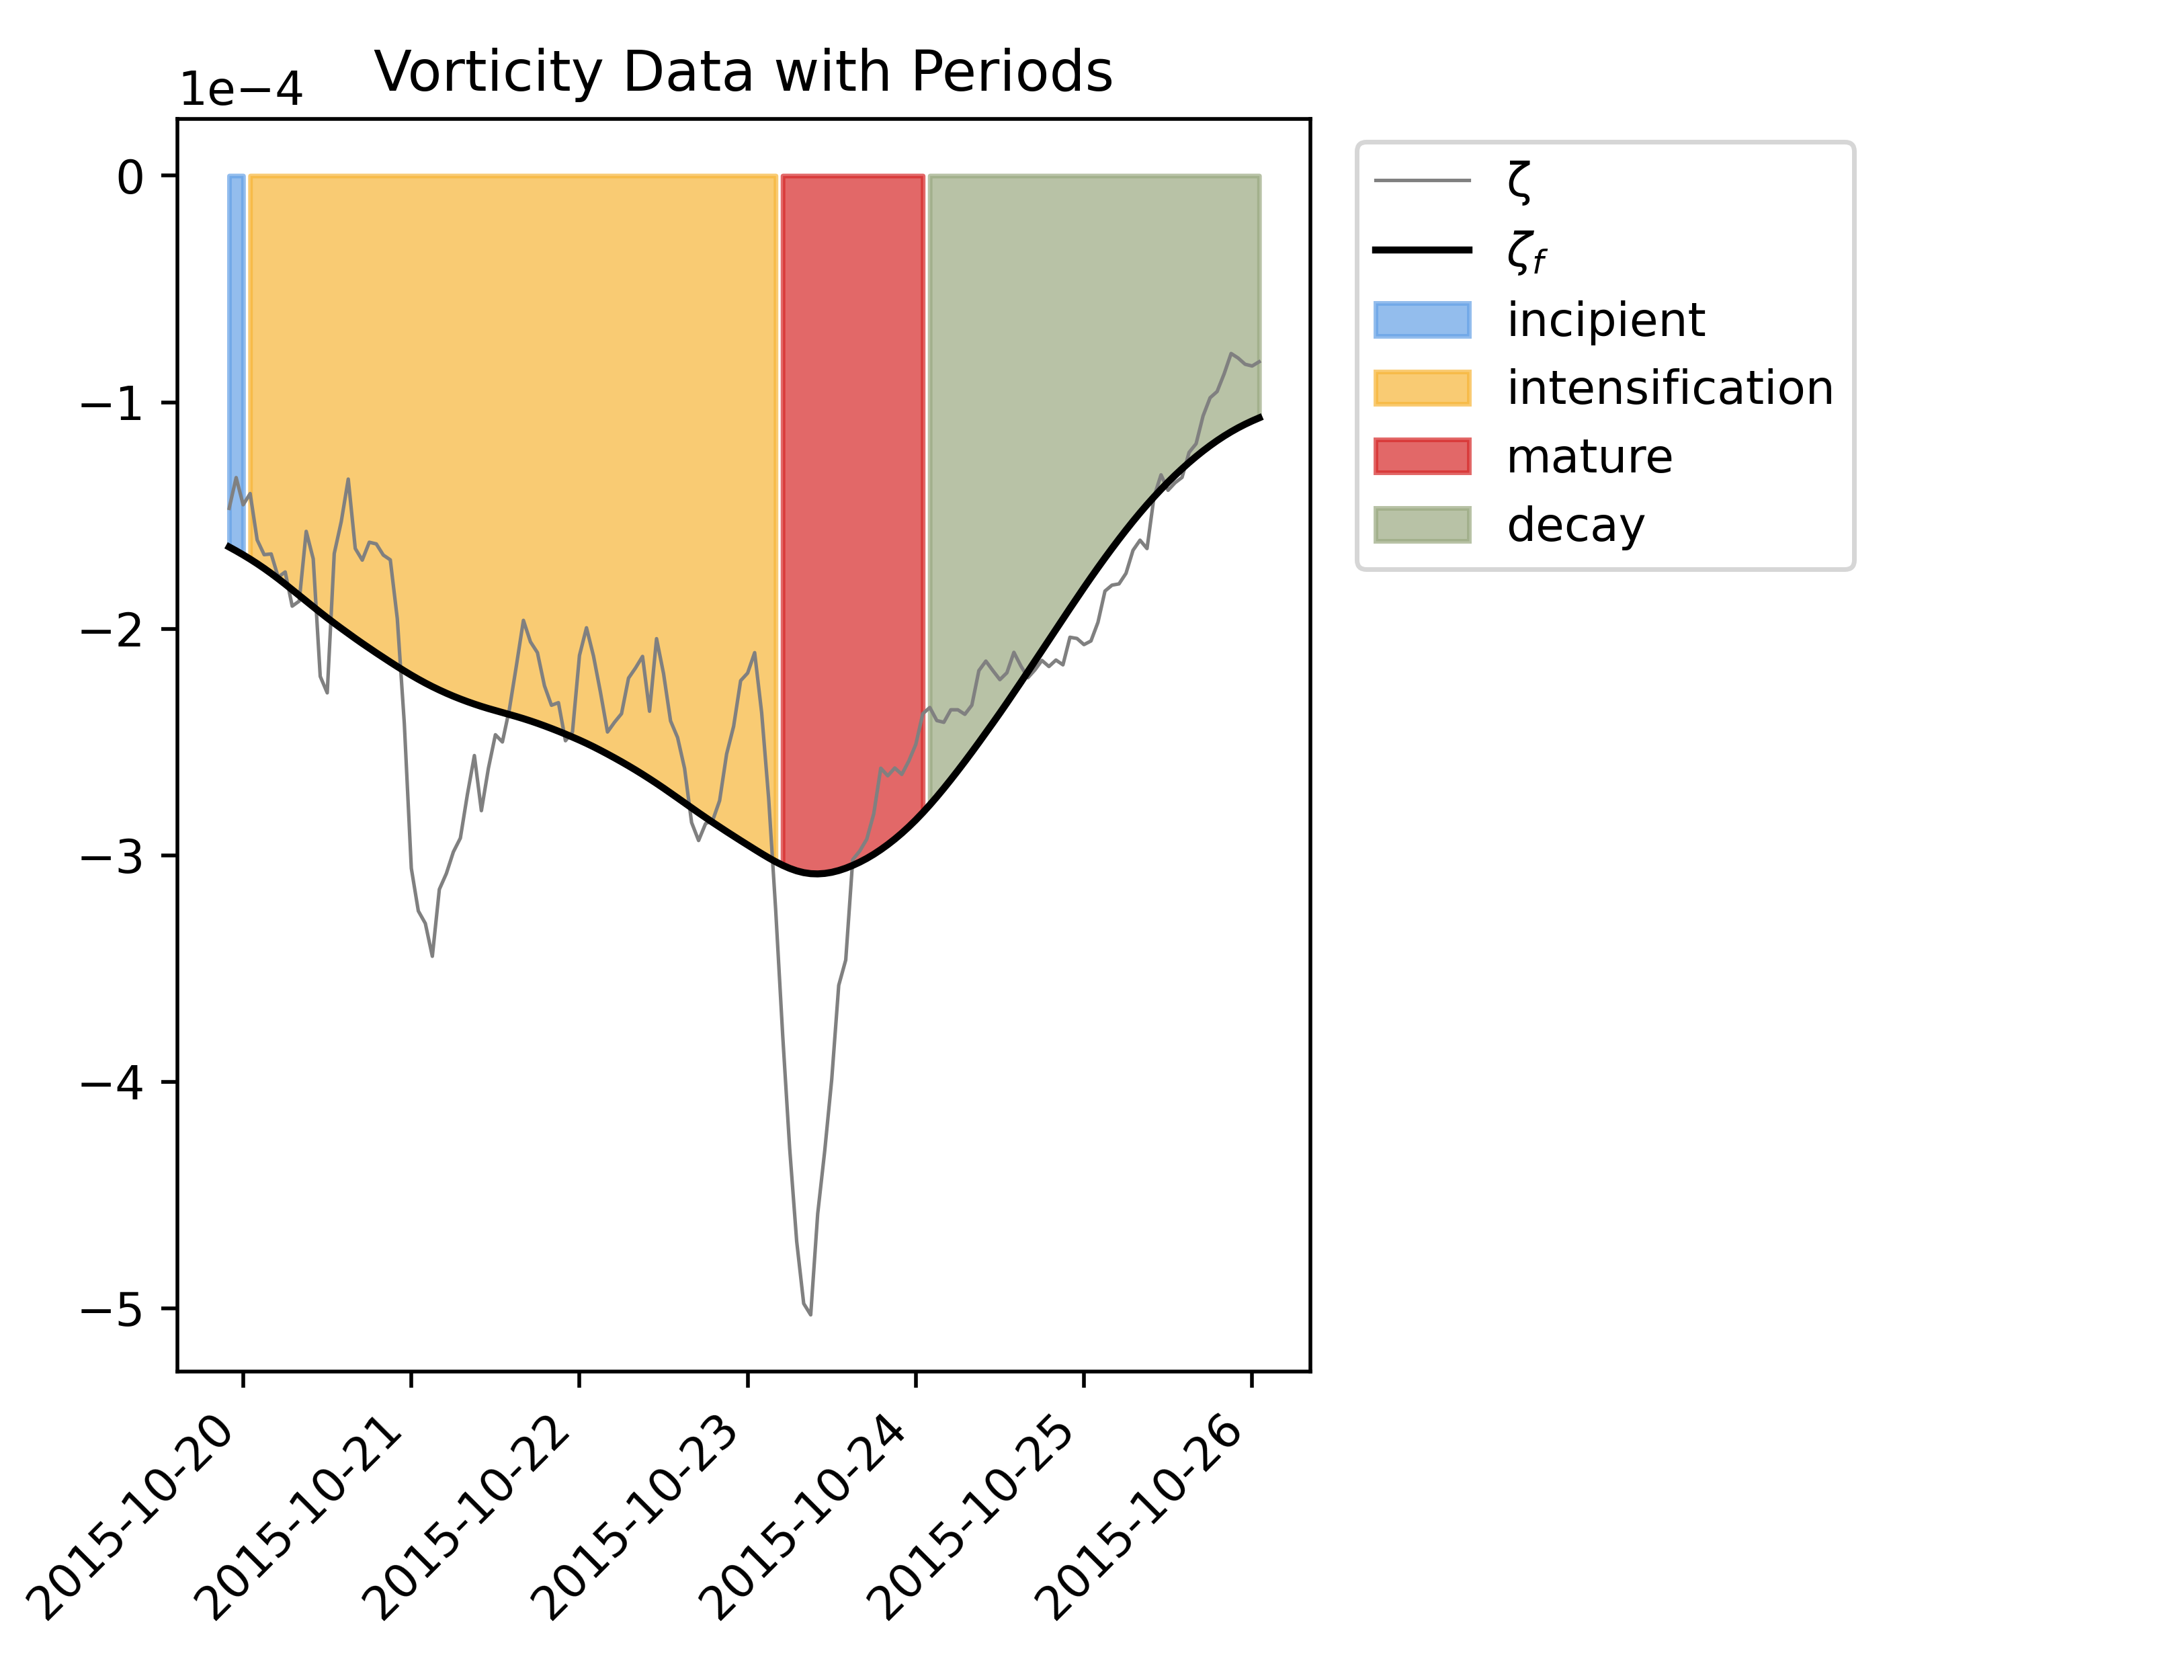 Vorticity Data with Periods
1e−4
0
−1
−2
−3
−4
−5
2015-10-20
2015-10-21
2015-10-22
2015-10-23
2015-10-24
2015-10-25
2015-10-26
ζ
ζf
incipient
intensification
mature
decay